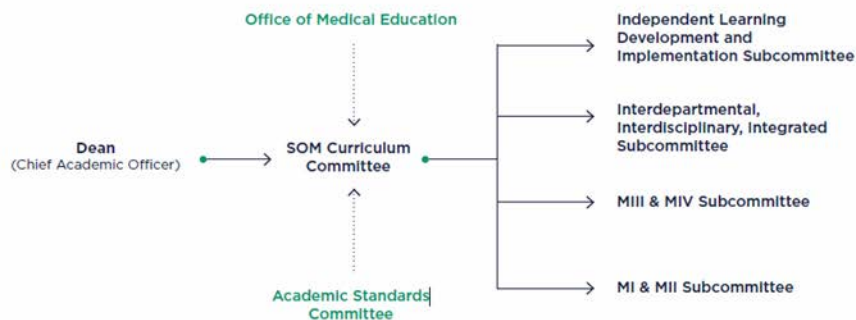 Office of Medical Education
Independent Learning
Development and
Implementation Subcommittee
Interdepartmental,
Interdisciplinary, Integrated
Subcommittee
Dean
(Chief Academic Officer)
SOM Curriculum
Committee
MIII & MIV Subcommittee
MI & MII Subcommittee
Academic Standards
Committee